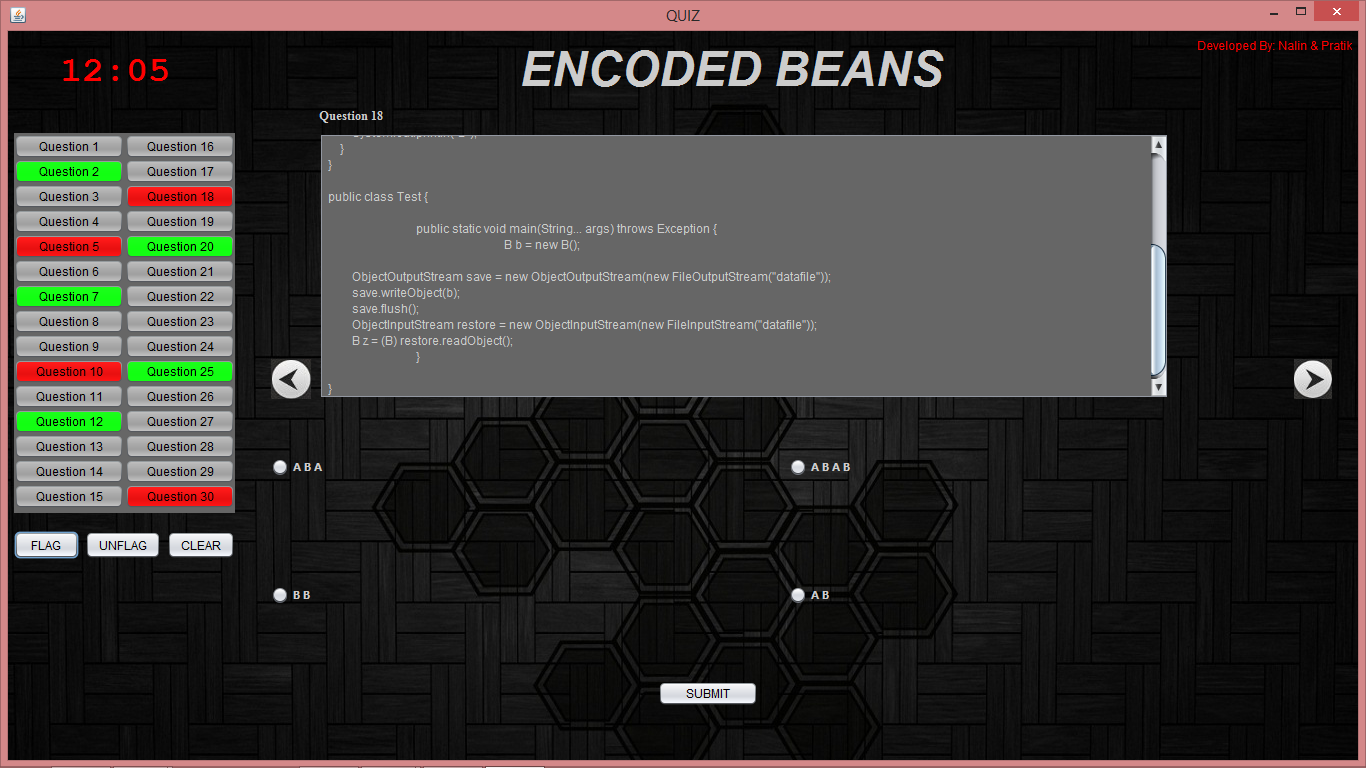 QUIZ
Developed By: Nalin & Pratik
12:05
ENCODED BEANS
Question 18
Question 1
Question 16
Question 2
Question 17
Question 3
Question 18
Question 4
Question 19
Question 5
Question 20
Question 6
Question 21
Question 7
Question 22
Question 8
Question 23
Question 9
Question 24
Question 10
Question 25
Question 11
Question 26
Question 12
Question 27
Question 13
Question 28
Question 14
Question 29
Question 15
Question 30
FLAG
UNFLAG
CLEAR
}
}
public class Test {
public static void main(String... args) throws Exception {
B b = new B();
ObjectOutputStream save = new ObjectOutputStream(new FileOutputStream("datafile"));
save.writeObject(b);
save.flush();
ObjectInputStream restore = new ObjectInputStream(new FileInputStream("datafile"));
B z = (B) restore.readObject();
}
}
A B A
A B A B
B B
A B
SUBMIT